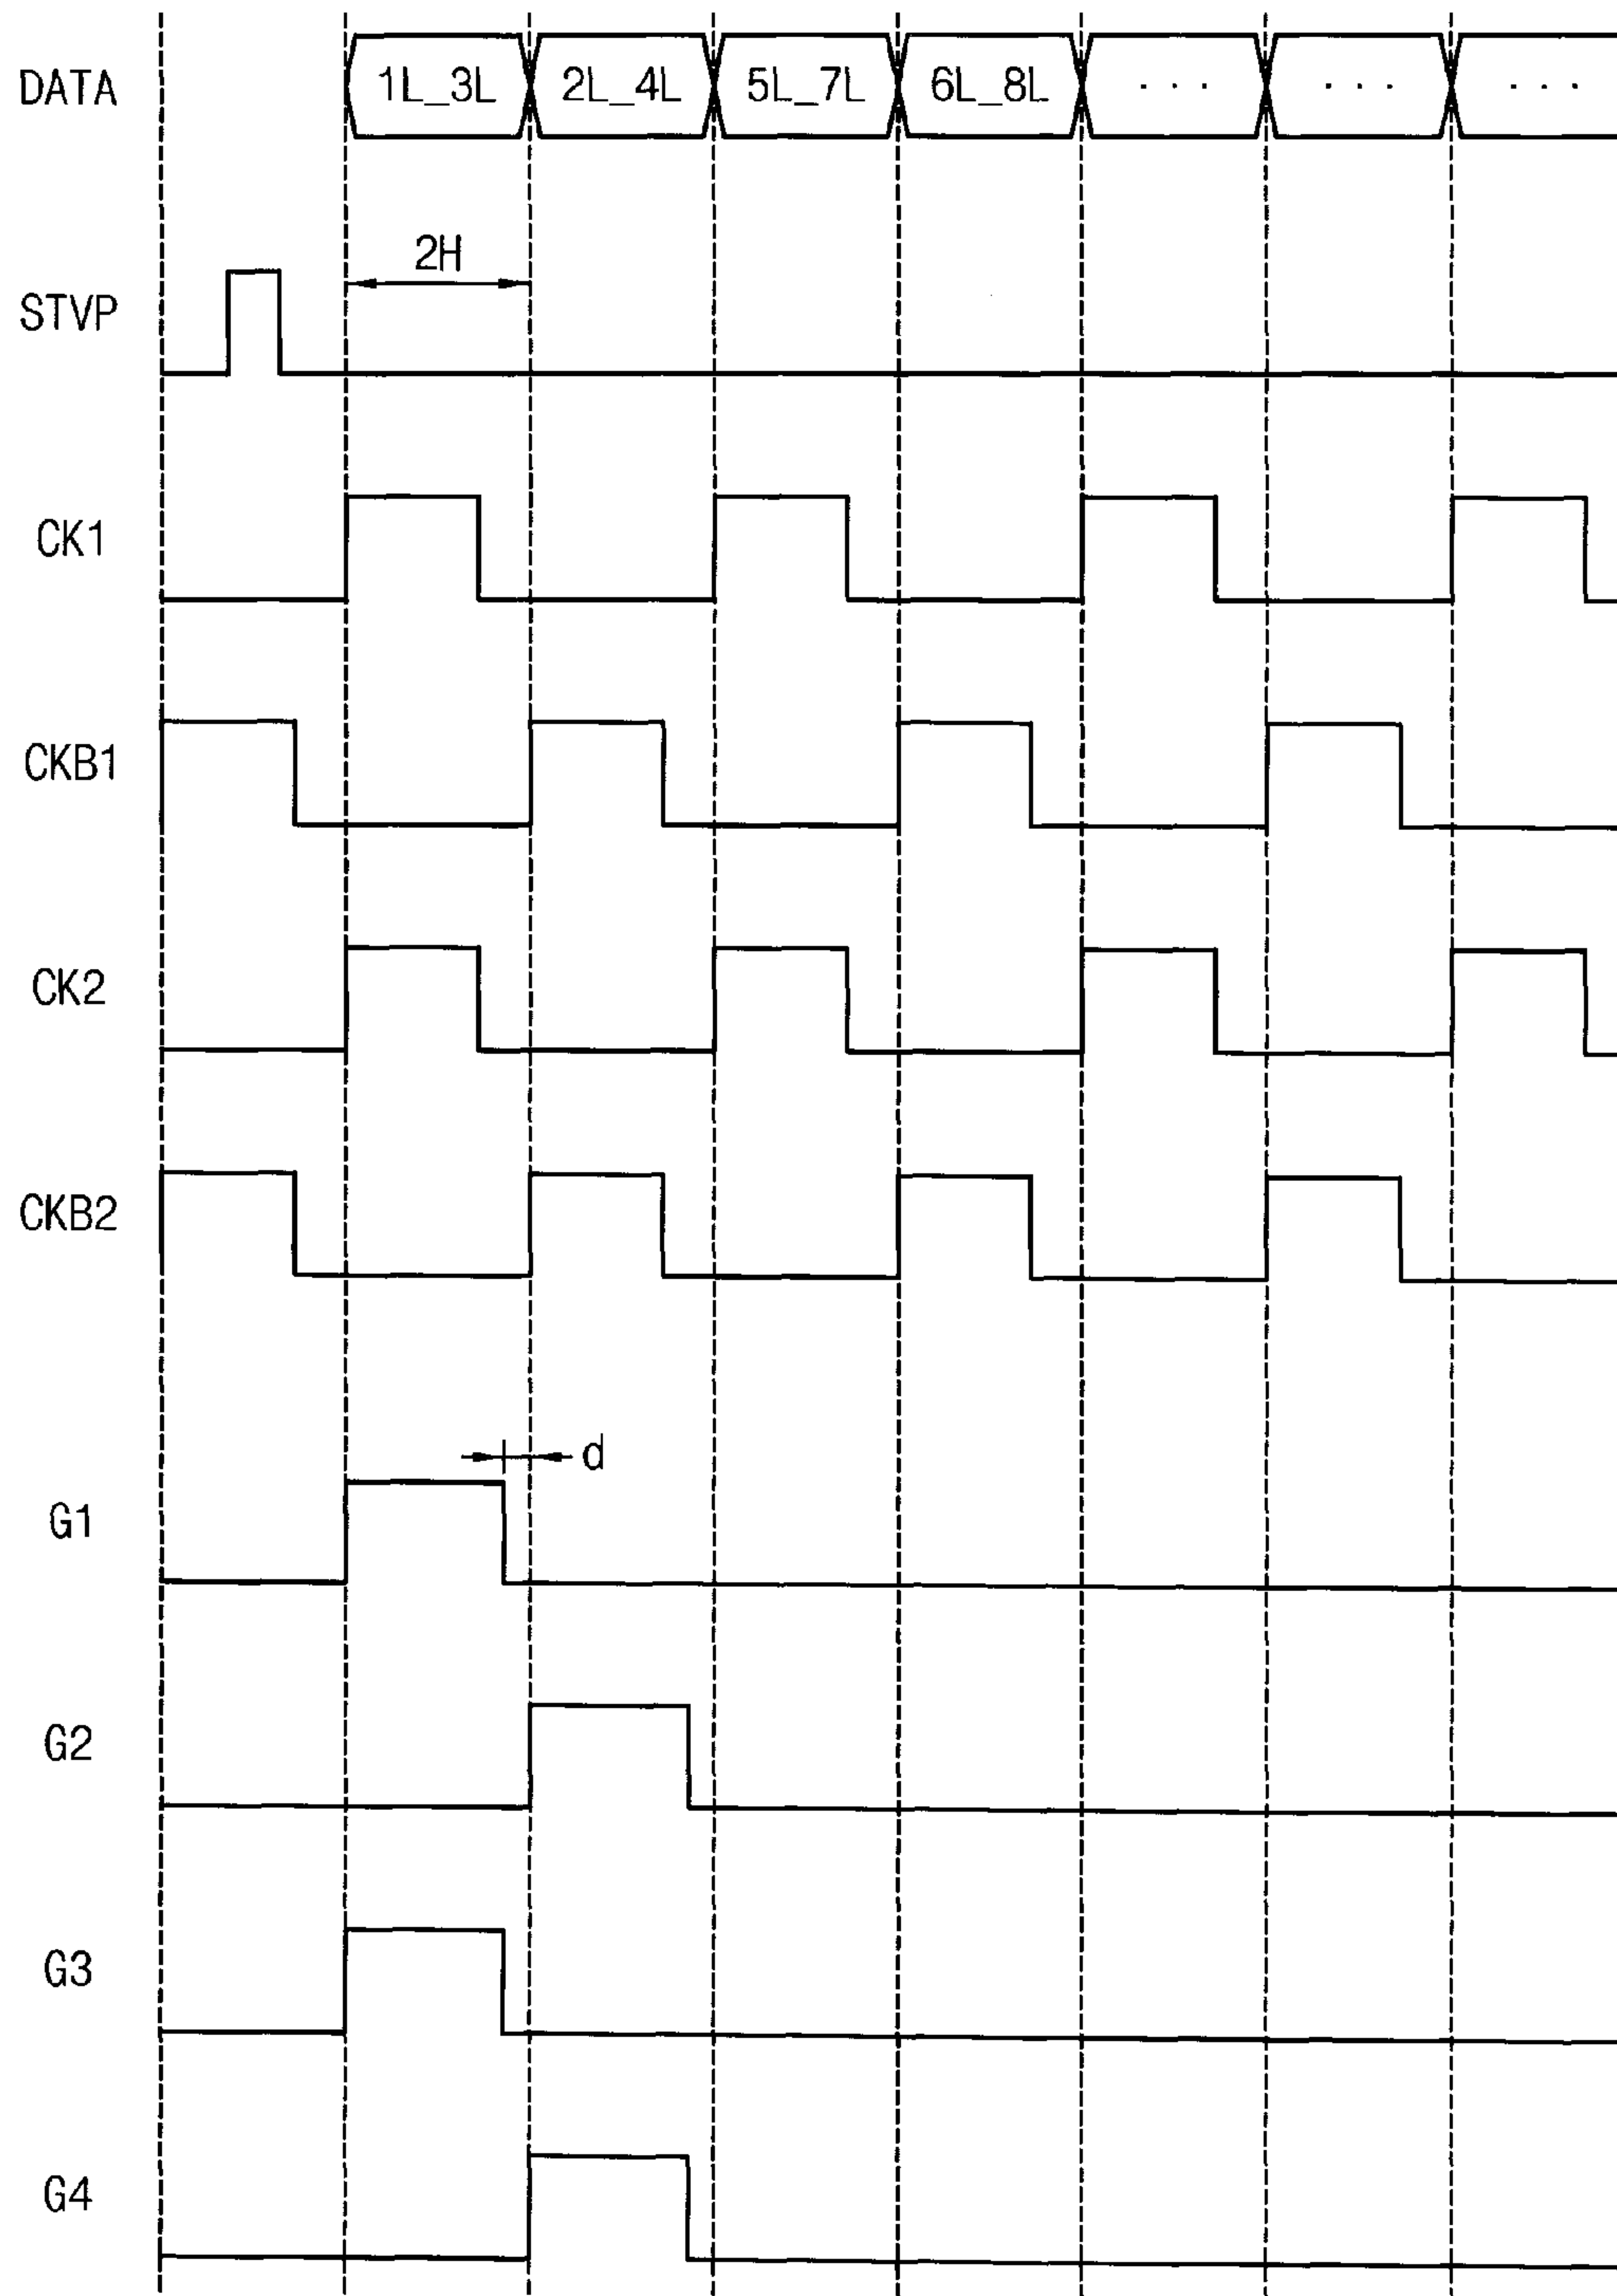 DATA 1L_3L 2L_4L 5L_7L 6L_8L ... ... ...
2H
STVP
CK1
CKB1
CK2
CKB2
d
G1
G2
G3
G4